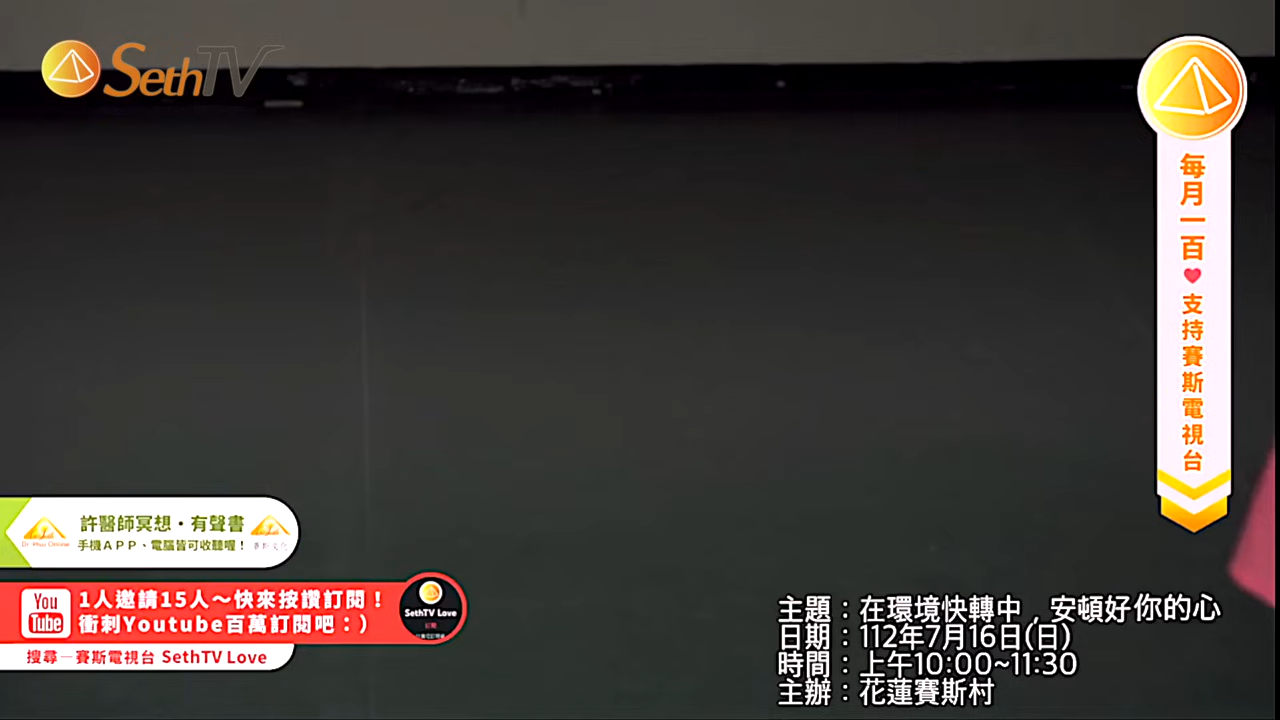 SethTV
每月一百❤支持賽斯電視台
許醫師冥想・有聲書
手機APP、電腦皆可收聽喔！
You
Tube
1人邀請15人～快來按讚訂閱！
衝刺Youtube百萬訂閱吧：）
SethTV Love
訂閱
搜尋－賽斯電視台 SethTV Love
主題：在環境快轉中，安頓好你的心
日期：112年7月16日(日)
時間：上午10:00~11:30
主辦：花蓮賽斯村